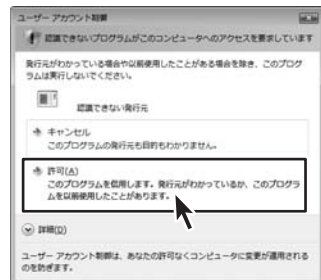 ユーザー アカウント制御
認識できないプログラムがこのコンピュータへのアクセスを要求しています
発行元がわかっている場合や以前使用したことがある場合を除き、このプログ
ラムは実行しないでください。
認識できない発行元
キャンセル
このプログラムの発行元も目的もわかりません。
許可(A)
このプログラムを信用します。発行元がわかっているか、このプログラ
ムを以前使用したことがあります。
詳細(D)
ユーザー アカウント制御は、あなたの許可なくコンピュータに変更が適用される
のを防ぎます。